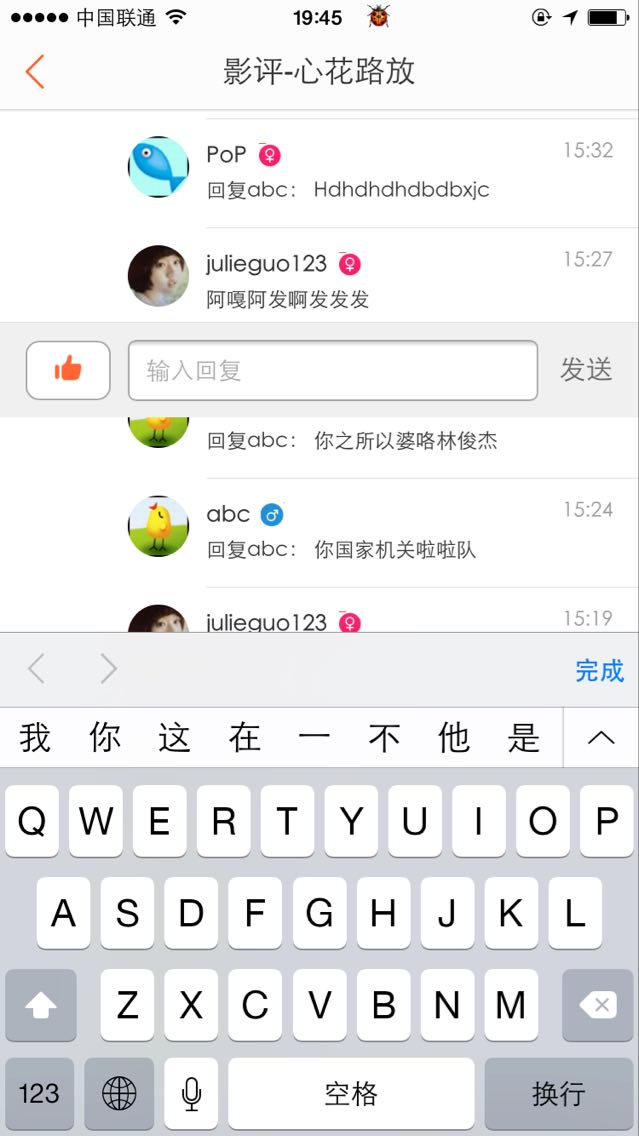 中国联通 19:45
影评-心花路放
PoP 15:32
回复abc： Hdhdhdhdbdbxjc
julieguo123 15:27
阿嘎阿发啊发发发
输入回复 发送
回复abc： 你之所以婆咯林俊杰
abc 15:24
回复abc： 你国家机关啦啦队
julieguo123 15:19
完成
我 你 这 在 一 不 他 是
Q W E R T Y U I O P
A S D F G H J K L
Z X C V B N M
123 空格 换行